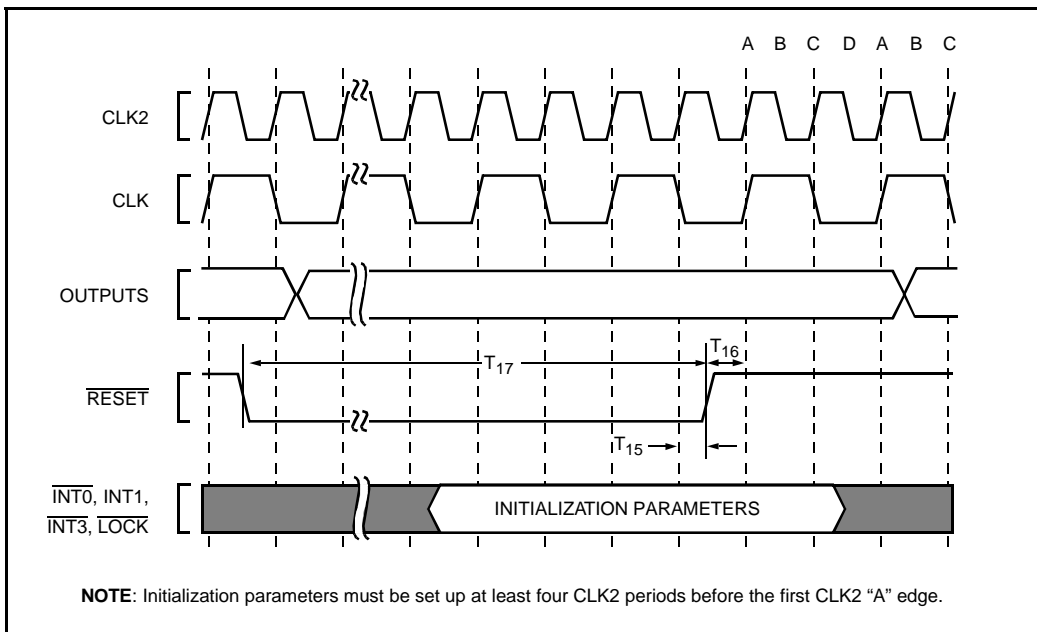 A B C D A B C
CLK2
CLK
OUTPUTS
T17
T16
RESET
T15
INT0, INT1,
INT3, LOCK
INITIALIZATION PARAMETERS
NOTE: Initialization parameters must be set up at least four CLK2 periods before the first CLK2 “A” edge.